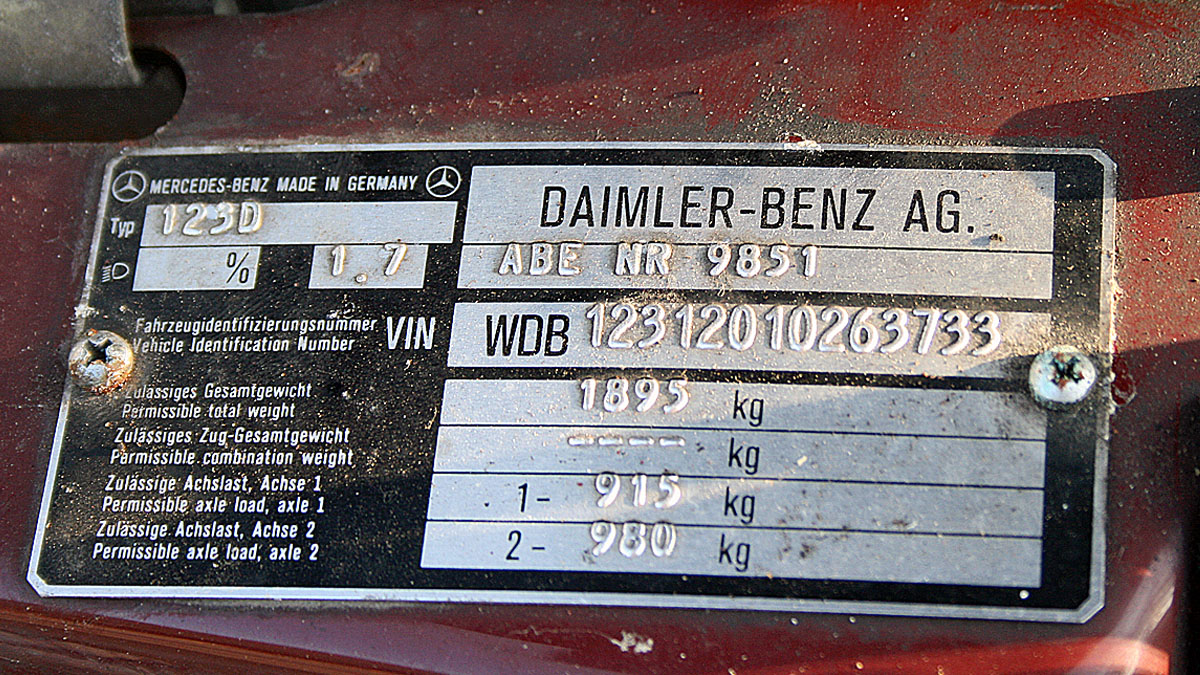 MERCEDES-BENZ MADE IN GERMANY
Typ 123D
% 1.7
DAIMLER-BENZ AG.
ABE NR 9851
Fahrzeugidentifizierungsnummer
Vehicle Identification Number
VIN WDB 12312010263733
Zulässiges Gesamtgewicht
Permissible total weight
1895 kg
Zulässiges Zug-Gesamtgewicht
Permissible combination weight
---- kg
Zulässige Achslast, Achse 1
Permissible axle load, axle 1
1- 915 kg
Zulässige Achslast, Achse 2
Permissible axle load, axle 2
2- 980 kg